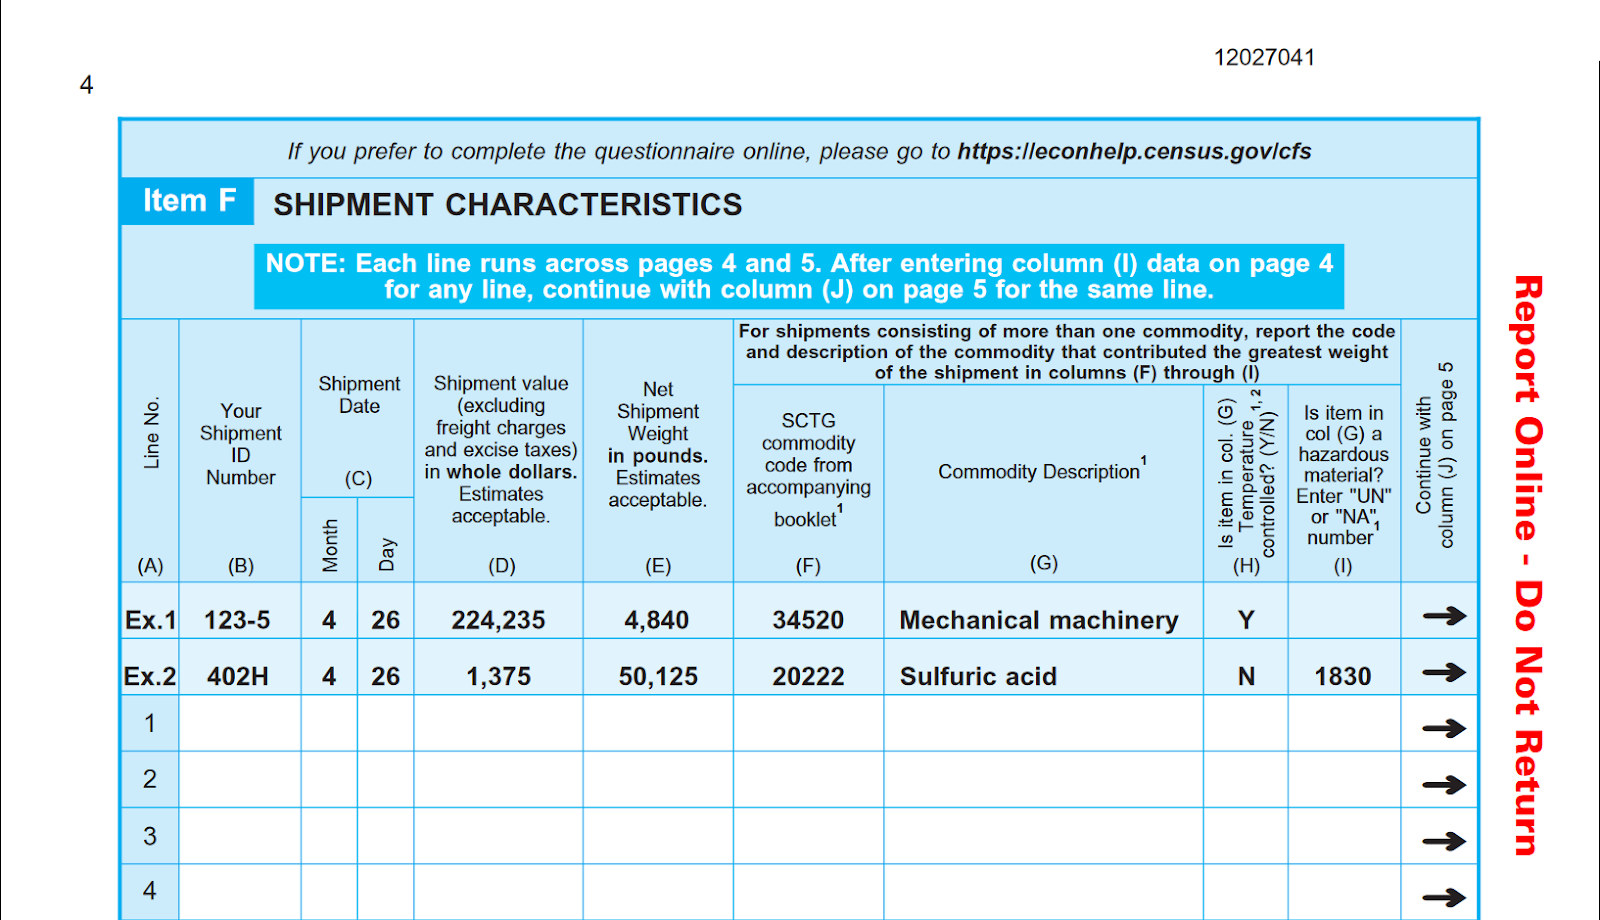 12027041
4
If you prefer to complete the questionnaire online, please go to https://econhelp.census.gov/cfs
Item F
SHIPMENT CHARACTERISTICS
NOTE: Each line runs across pages 4 and 5. After entering column (I) data on page 4
for any line, continue with column (J) on page 5 for the same line.
Line No.
(A)
Your
Shipment
ID
Number
(B)
Shipment
Date
(C)
Month
Day
Shipment value
(excluding
freight charges
and excise taxes)
in whole dollars.
Estimates
acceptable.
(D)
Net
Shipment
Weight
in pounds.
Estimates
acceptable.
(E)
For shipments consisting of more than one commodity, report the code
and description of the commodity that contributed the greatest weight
of the shipment in columns (F) through (I)
SCTG
commodity
code from
accompanying
booklet1
(F)
Commodity Description1
(G)
Is item in col. (G)
Temperature 1, 2
controlled? (Y/N)
(H)
Is item in
col (G) a
hazardous
material?
Enter "UN"
or "NA"
number1
(I)
Continue with
column (J) on page 5
Ex.1 123-5 4 26 224,235 4,840 34520 Mechanical machinery Y →
Ex.2 402H 4 26 1,375 50,125 20222 Sulfuric acid N 1830 →
1 →
2 →
3 →
4 →
Report Online - Do Not Return